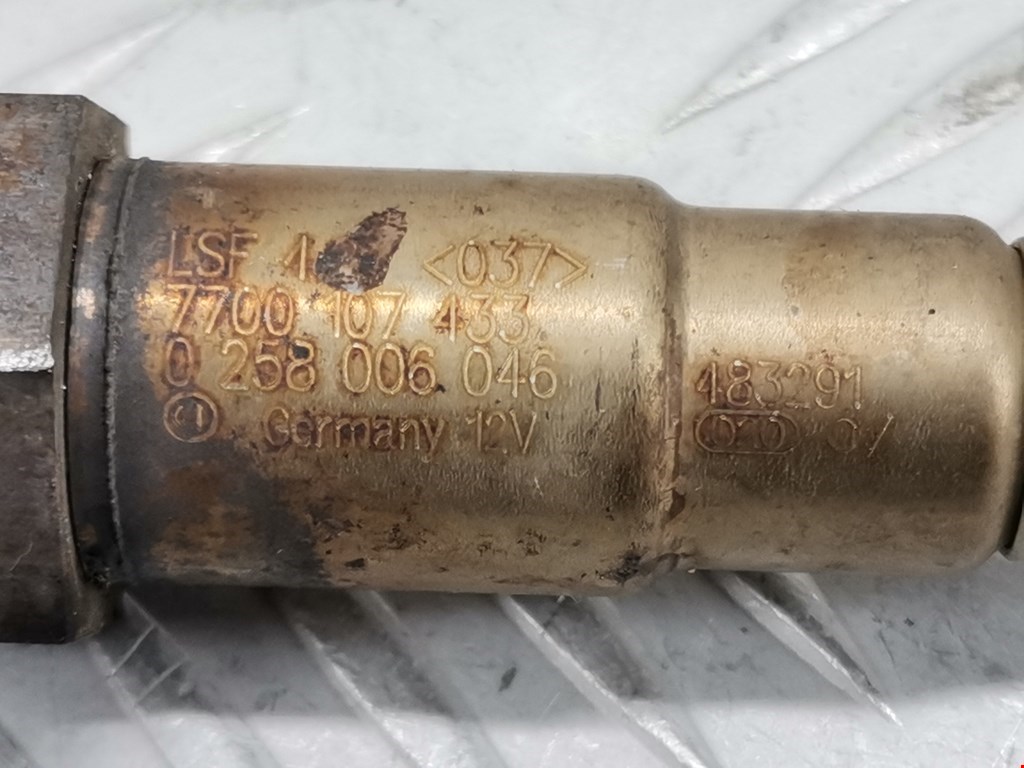 LSF 4. <037>
7700 107 433
0 258 006 046
Germany 12V
483291